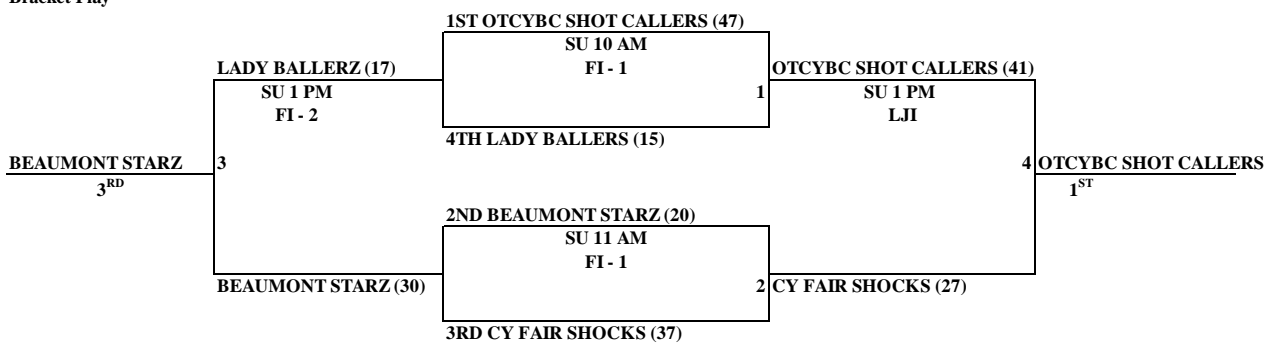 Bracket Play
1ST OTCYBC SHOT CALLERS (47)
SU 10 AM
FI - 1
LADY BALLERZ (17)
OTCYBC SHOT CALLERS (41)
SU 1 PM
FI - 2
1
SU 1 PM
LJI
4TH LADY BALLERS (15)
BEAUMONT STARZ
3
4 OTCYBC SHOT CALLERS
3RD
1ST
2ND BEAUMONT STARZ (20)
SU 11 AM
FI - 1
BEAUMONT STARZ (30)
2 CY FAIR SHOCKS (27)
3RD CY FAIR SHOCKS (37)